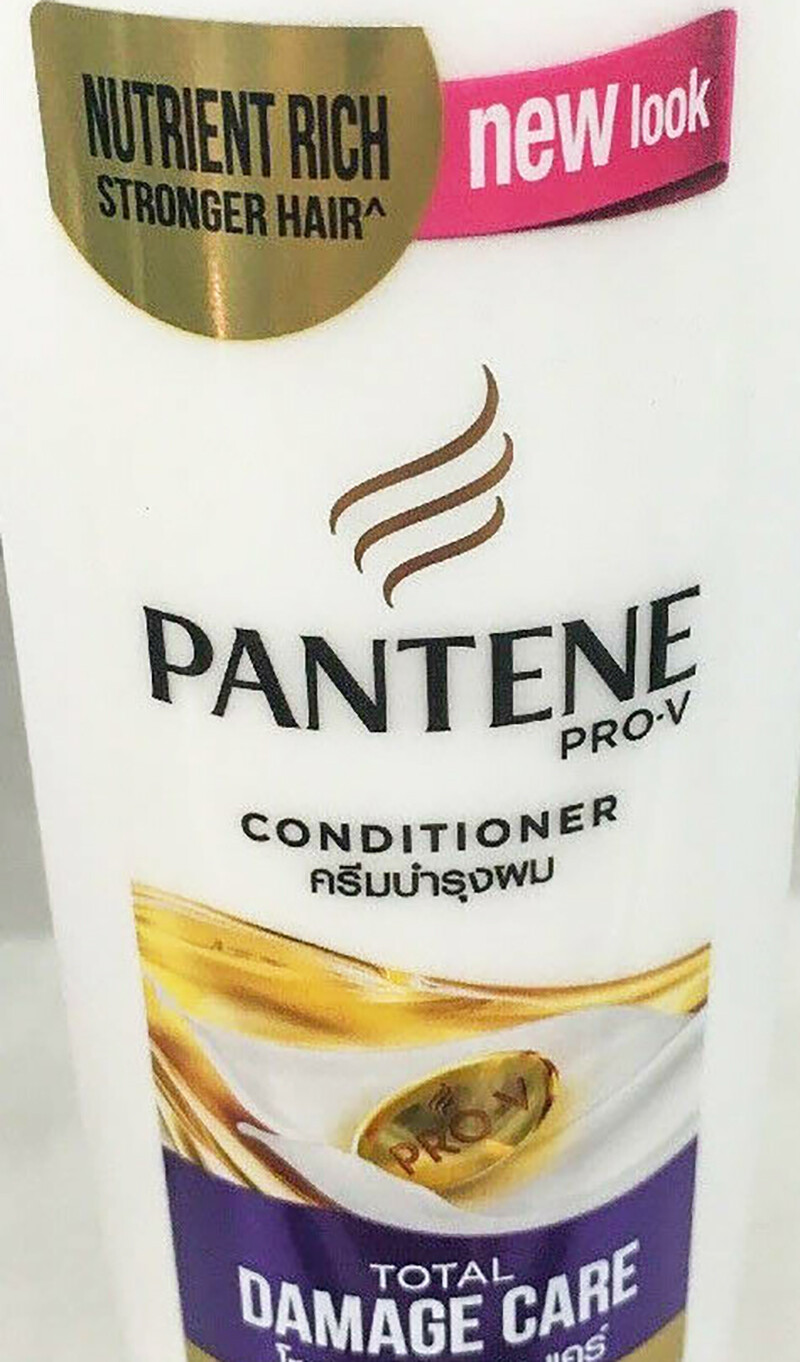 NUTRIENT RICH
STRONGER HAIR^
new look
PANTENE
PRO-V
CONDITIONER
ครีมบำรุงผม
PRO-V
TOTAL
DAMAGE CARE